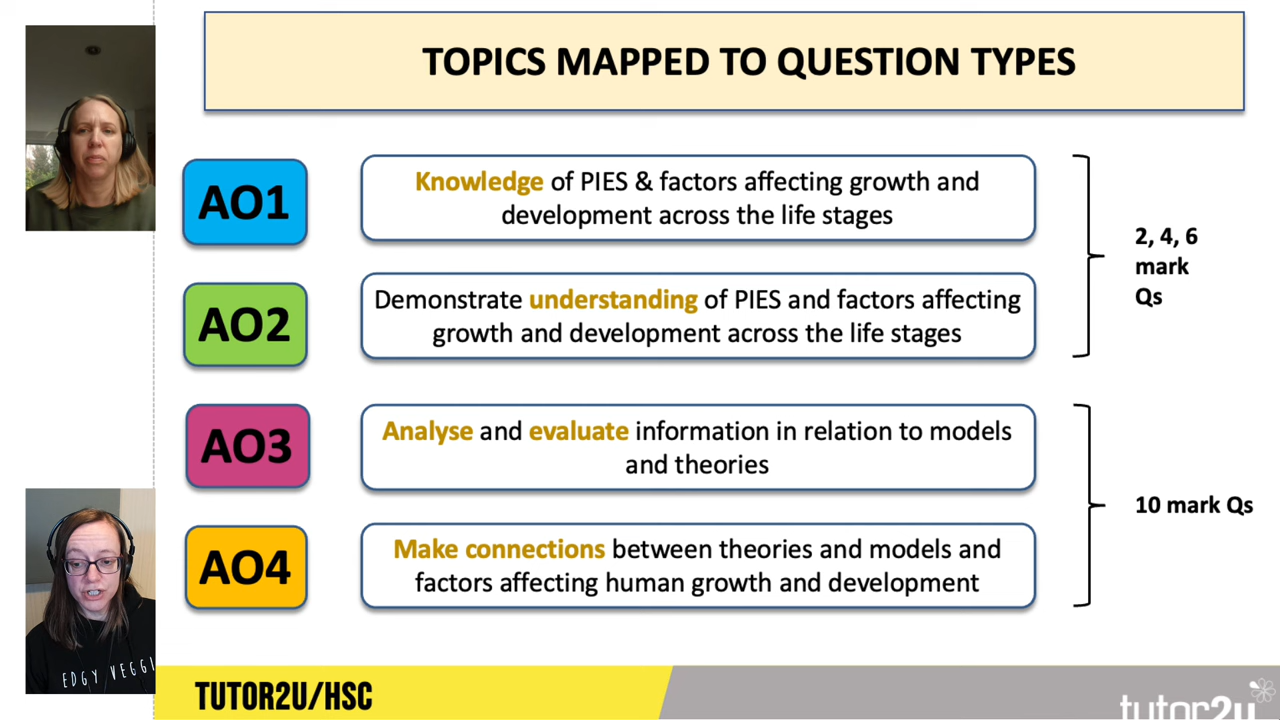 TOPICS MAPPED TO QUESTION TYPES
AO1
Knowledge of PIES & factors affecting growth and
development across the life stages
AO2
Demonstrate understanding of PIES and factors affecting
growth and development across the life stages
2, 4, 6
mark
Qs
AO3
Analyse and evaluate information in relation to models
and theories
AO4
Make connections between theories and models and
factors affecting human growth and development
10 mark Qs
EDGY VEGGI
TUTOR2U/HSC
tutor2u